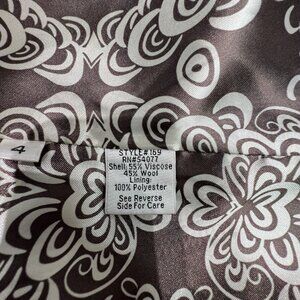 4
STYLE# 169
RN#54077
Shell: 55% Viscose
45% Wool
Lining:
100% Polyester
See Reverse
Side For Care